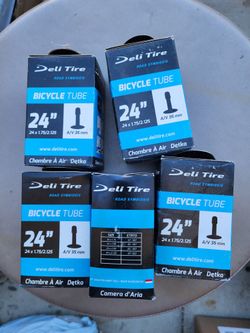 Deli Tire
ROAD SYMBIOSIS
BICYCLE TUBE
24"
24 x 1.75/2.125
A/V 35 mm
www.delitire.com
Chambre À Air Dętka
Deli Tire
ROAD SYMBIOSIS
BICYCLE TUBE
24"
24 x 1.75/2.125
A/V 35 mm
www.delitire.com
Chambre À Air Dętka
Deli Tire
ROAD SYMBIOSIS
BICYCLE TUBE
24"
24 x 1.75/2.125
A/V 35 mm
www.delitire.com
Chambre À Air Dętka
Deli Tire
ROAD SYMBIOSIS
Camera d'Aria
Deli Tire
ROAD SYMBIOSIS
BICYCLE TUBE
24"
24 x 1.75/2.125
A/V 35 mm
www.delitire.com
Chambre À Air Dętka